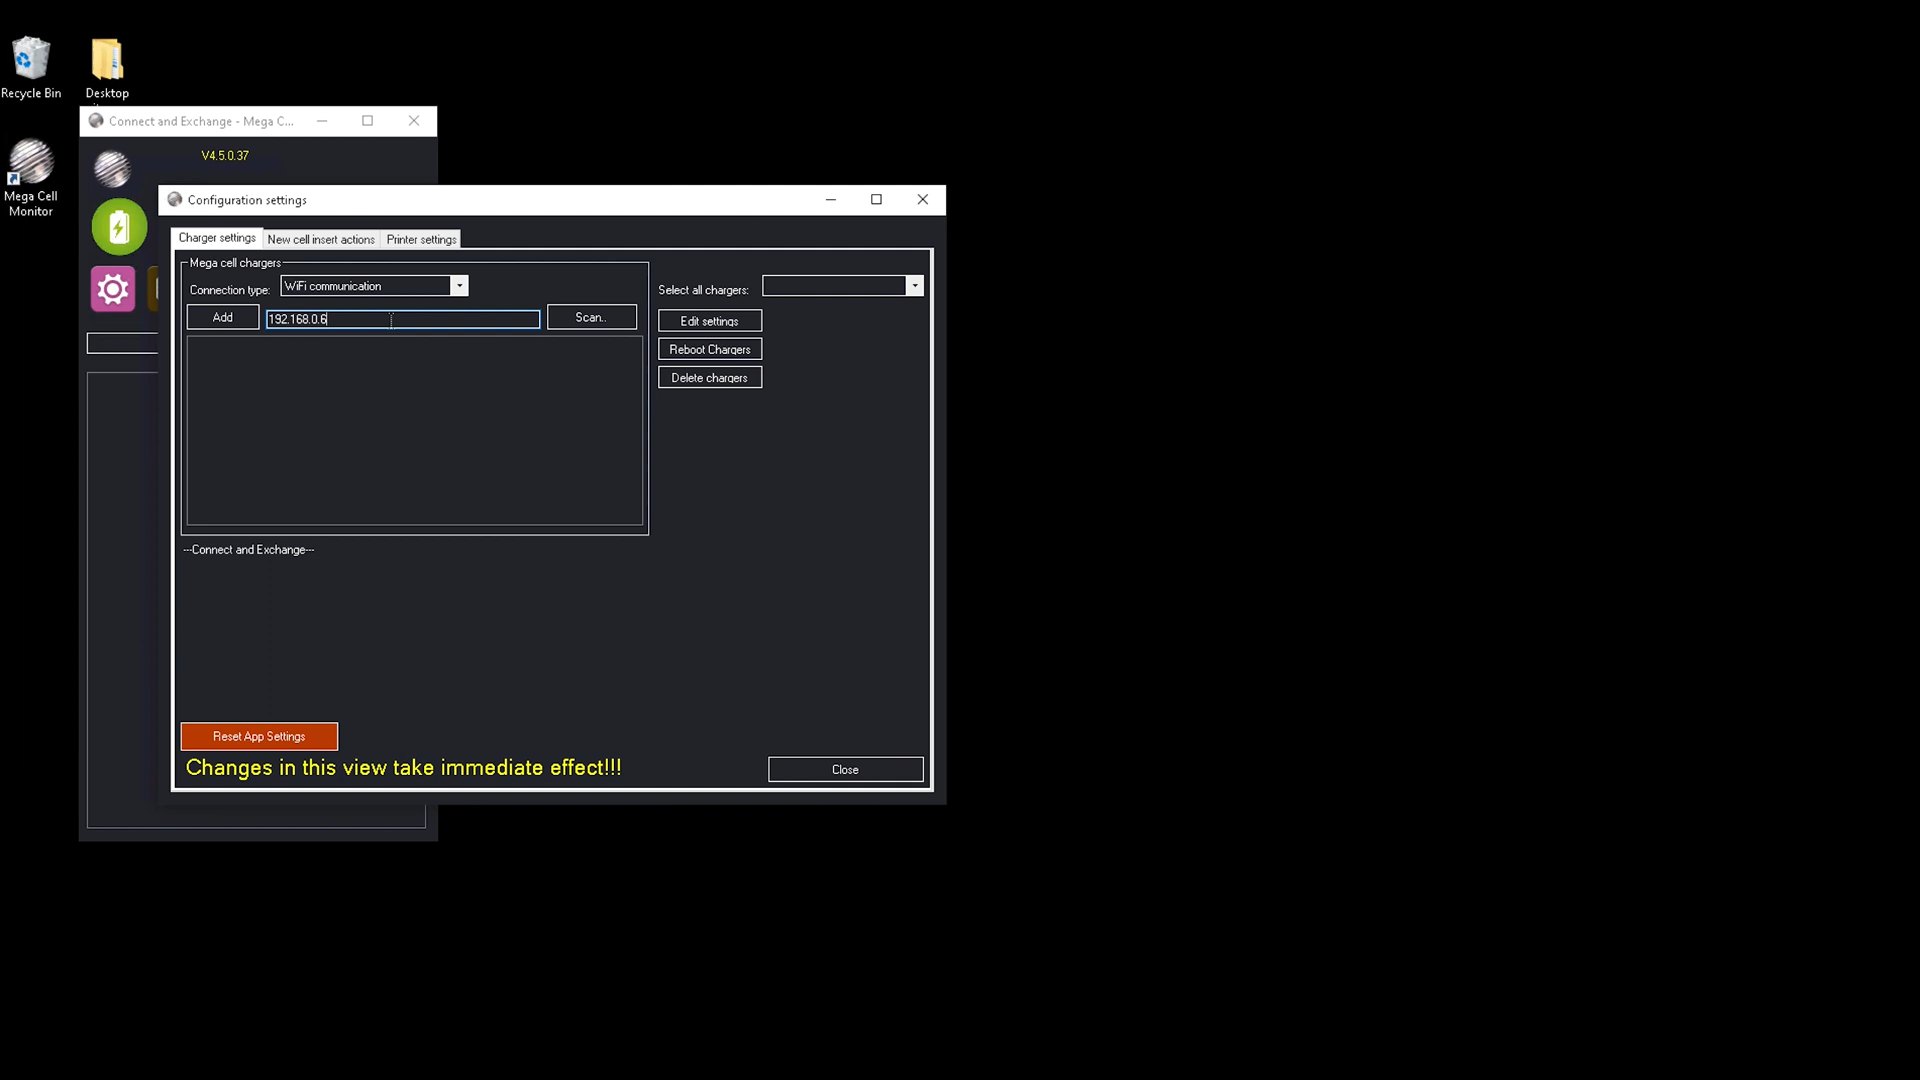 Recycle Bin
Desktop
Mega Cell
Monitor
Connect and Exchange - Mega C...
V4.5.0.37
Configuration settings
Charger settings
New cell insert actions
Printer settings
Mega cell chargers
Connection type:
WiFi communication
Select all chargers:
Add
192.168.0.6
Scan..
Edit settings
Reboot Chargers
Delete chargers
---Connect and Exchange---
Reset App Settings
Changes in this view take immediate effect!!!
Close